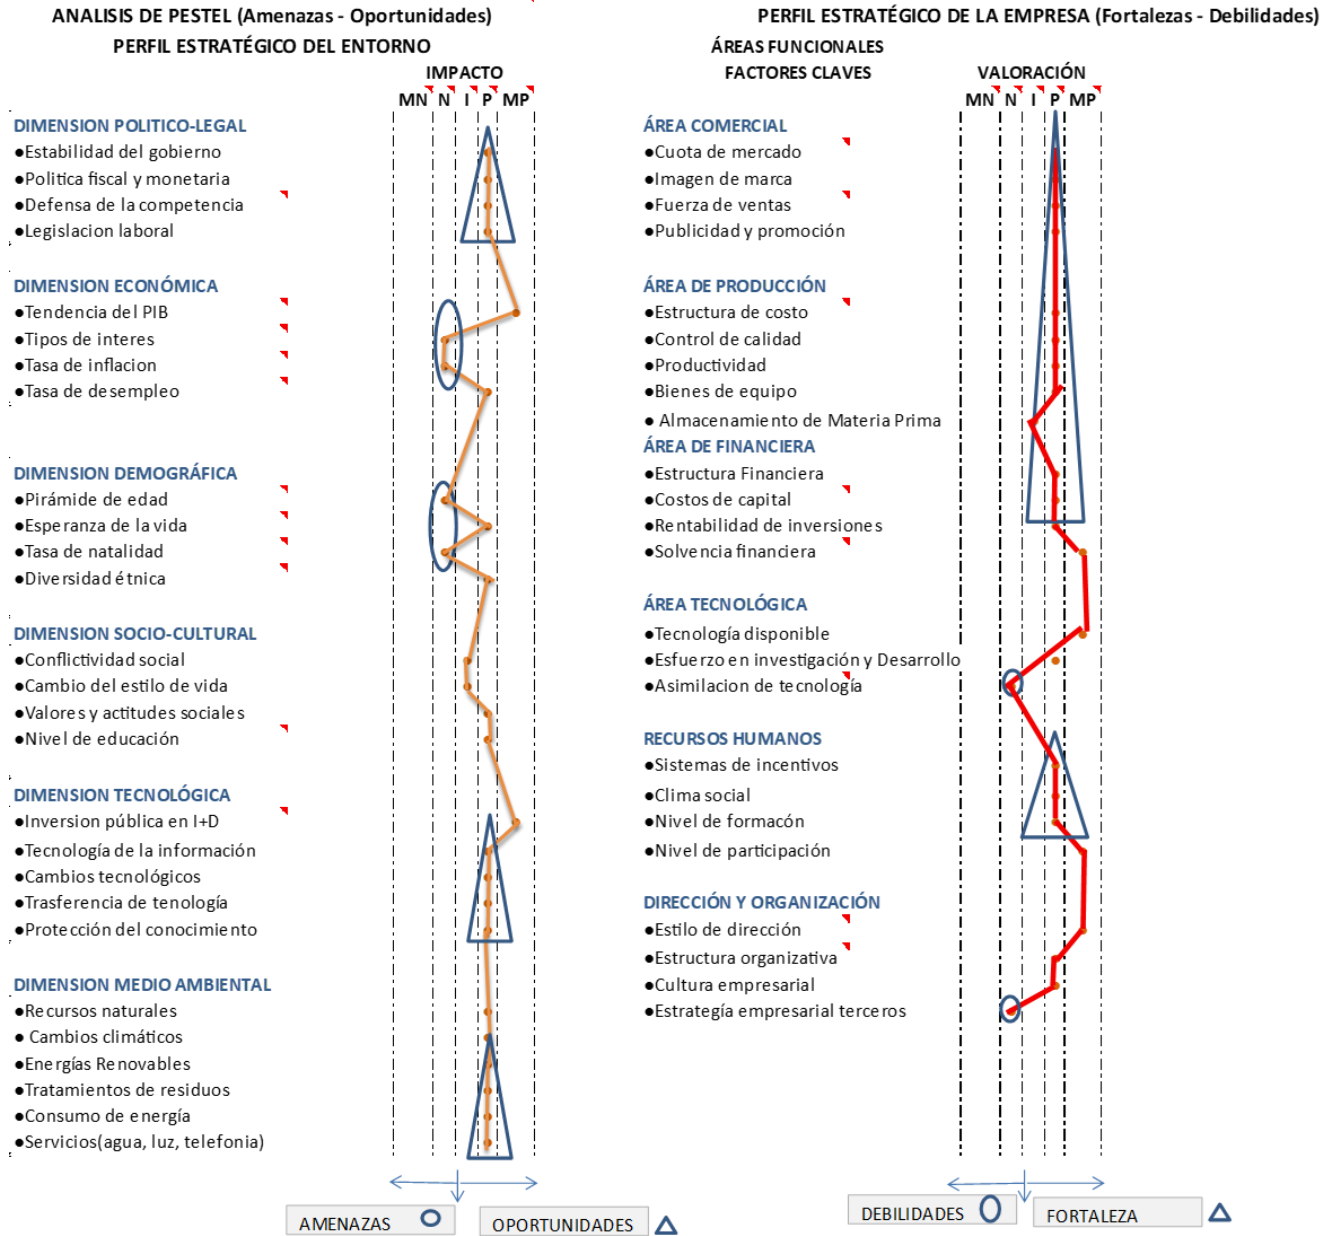 ANALISIS DE PESTEL (Amenazas - Oportunidades)
PERFIL ESTRATÉGICO DEL ENTORNO
IMPACTO
MN N I P MP
DIMENSION POLITICO-LEGAL
●Estabilidad del gobierno
●Politica fiscal y monetaria
●Defensa de la competencia
●Legislacion laboral
DIMENSION ECONÓMICA
●Tendencia del PIB
●Tipos de interes
●Tasa de inflacion
●Tasa de desempleo
DIMENSION DEMOGRÁFICA
●Pirámide de edad
●Esperanza de la vida
●Tasa de natalidad
●Diversidad étnica
DIMENSION SOCIO-CULTURAL
●Conflictividad social
●Cambio del estilo de vida
●Valores y actitudes sociales
●Nivel de educación
DIMENSION TECNOLÓGICA
●Inversion pública en I+D
●Tecnología de la información
●Cambios tecnológicos
●Trasferencia de tenología
●Protección del conocimiento
DIMENSION MEDIO AMBIENTAL
●Recursos naturales
● Cambios climáticos
●Energías Renovables
●Tratamientos de residuos
●Consumo de energía
●Servicios(agua, luz, telefonia)
AMENAZAS
OPORTUNIDADES
PERFIL ESTRATÉGICO DE LA EMPRESA (Fortalezas - Debilidades)
ÁREAS FUNCIONALES
FACTORES CLAVES
VALORACIÓN
MN N I P MP
ÁREA COMERCIAL
●Cuota de mercado
●Imagen de marca
●Fuerza de ventas
●Publicidad y promoción
ÁREA DE PRODUCCIÓN
●Estructura de costo
●Control de calidad
●Productividad
●Bienes de equipo
● Almacenamiento de Materia Prima
ÁREA DE FINANCIERA
●Estructura Financiera
●Costos de capital
●Rentabilidad de inversiones
●Solvencia financiera
ÁREA TECNOLÓGICA
●Tecnología disponible
●Esfuerzo en investigación y Desarrollo
●Asimilacion de tecnología
RECURSOS HUMANOS
●Sistemas de incentivos
●Clima social
●Nivel de formacón
●Nivel de participación
DIRECCIÓN Y ORGANIZACIÓN
●Estilo de dirección
●Estructura organizativa
●Cultura empresarial
●Estrategía empresarial terceros
DEBILIDADES
FORTALEZA